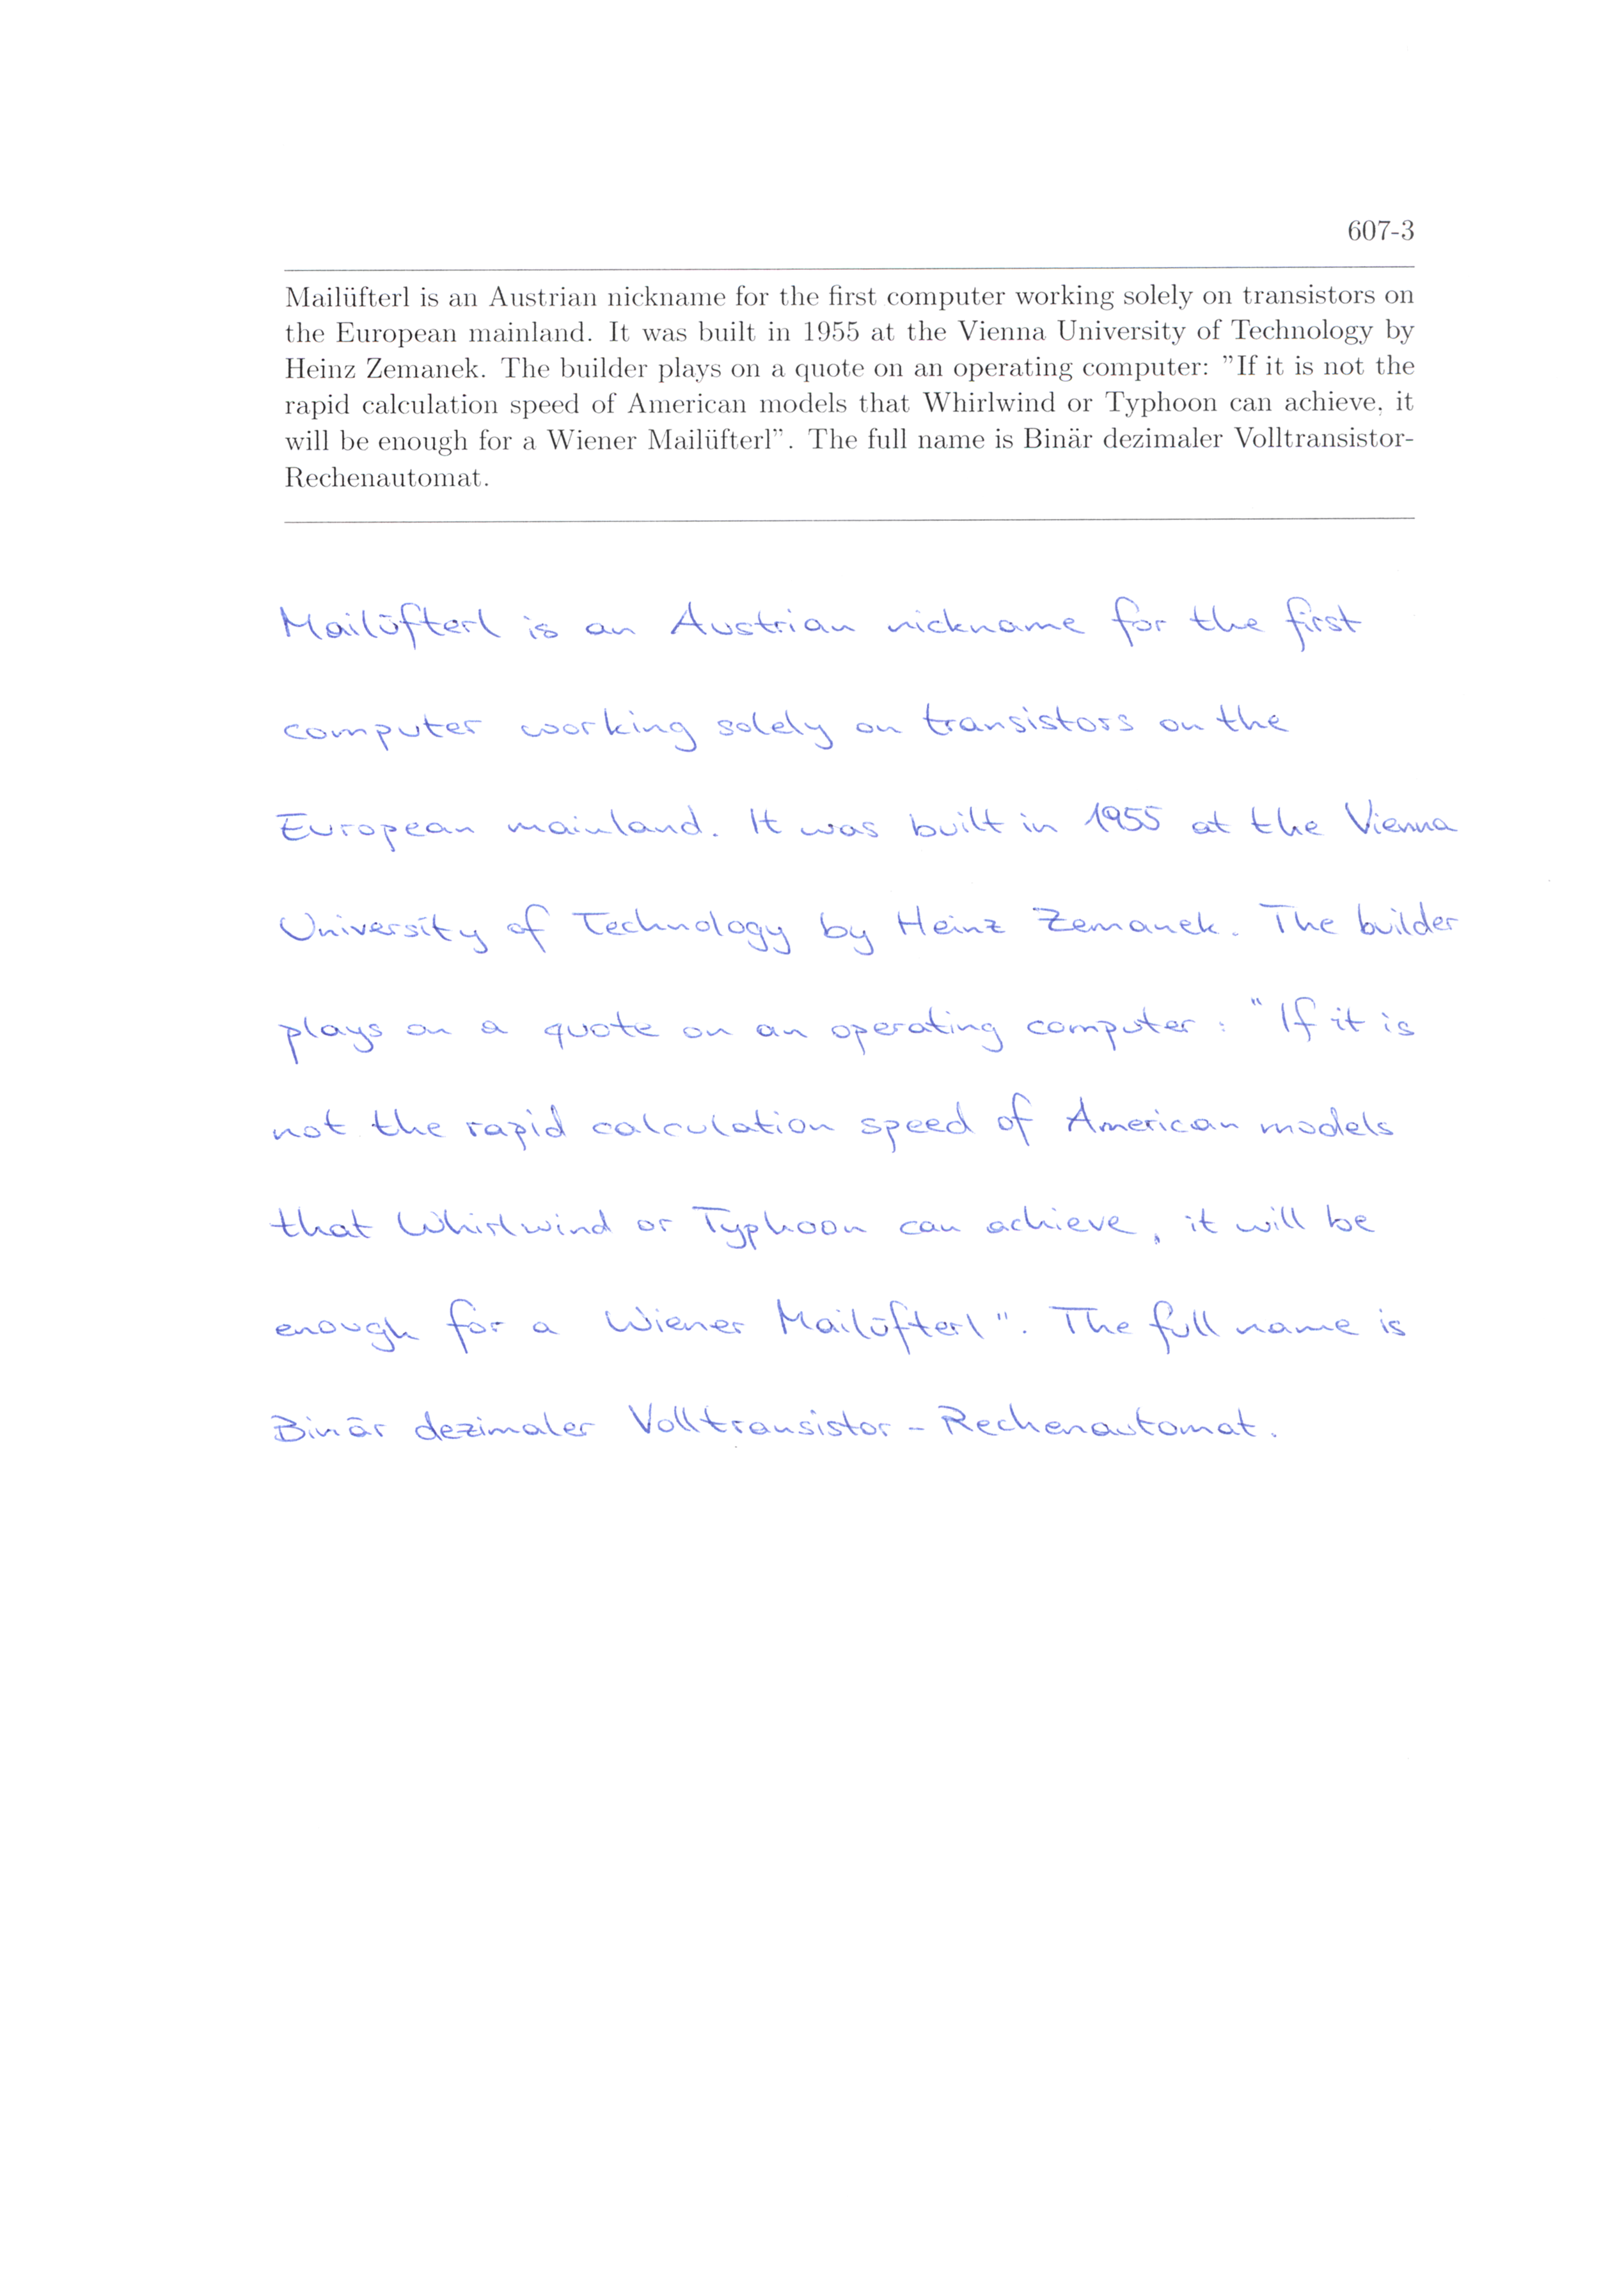 607-3
Mailüfterl is an Austrian nickname for the first computer working solely on transistors on
the European mainland. It was built in 1955 at the Vienna University of Technology by
Heinz Zemanek. The builder plays on a quote on an operating computer: "If it is not the
rapid calculation speed of American models that Whirlwind or Typhoon can achieve, it
will be enough for a Wiener Mailüfterl". The full name is Binär dezimaler Volltransistor-
Rechenautomat.
Mailüfterl is an Austrian nickname for the first
computer working solely on transistors on the
European mainland. It was built in 1955 at the Vienna
University of Technology by Heinz Zemanek. The builder
plays on a quote on an operating computer: "If it is
not the rapid calculation speed of American models
that Whirlwind or Typhoon can achieve, it will be
enough for a Wiener Mailüfterl". The full name is
Binär dezimaler Volltransistor-Rechenautomat.